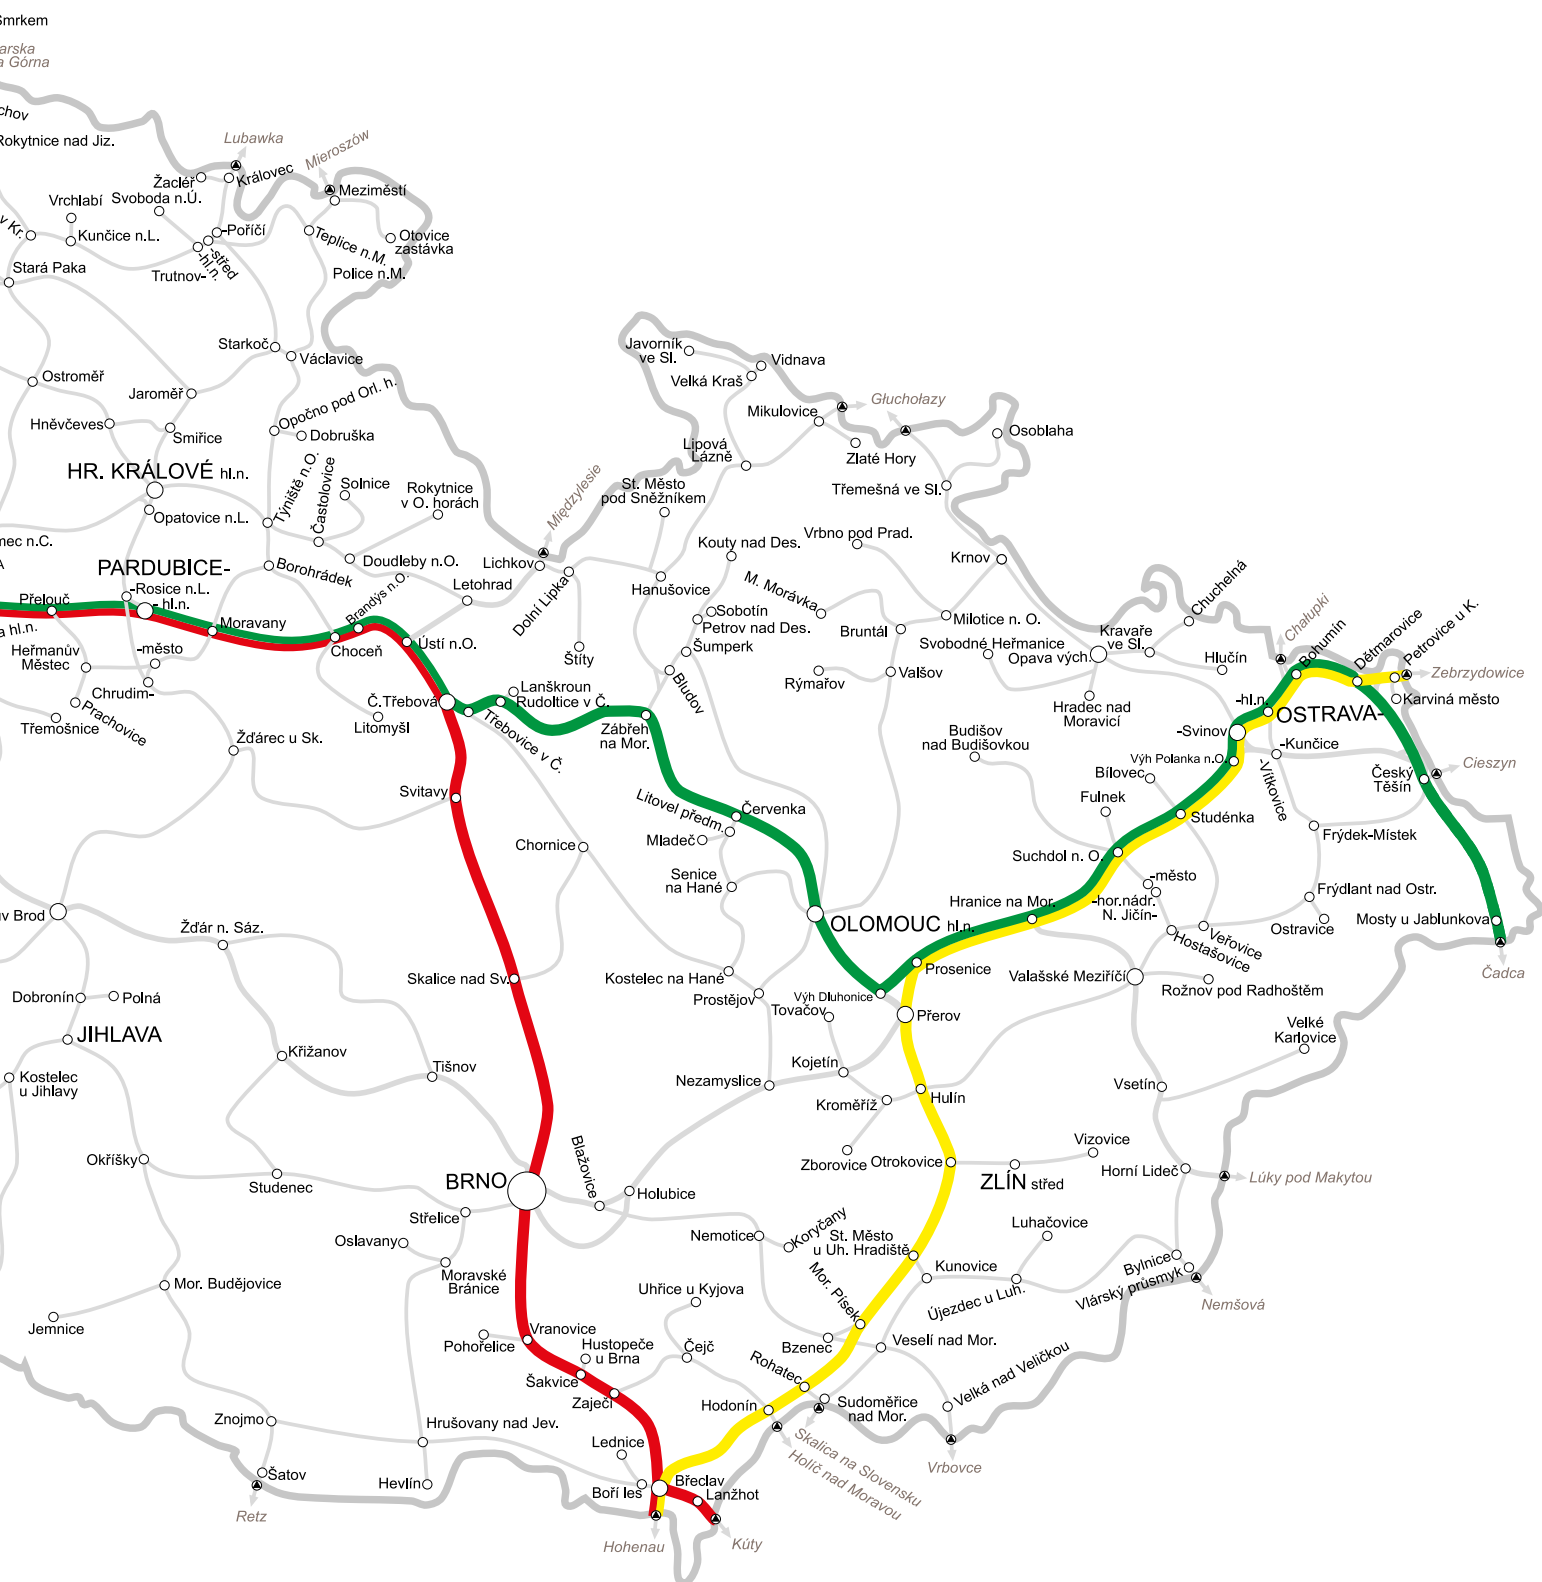 Smrkem
arska
a Górna
chov
Rokytnice nad Jiz.
Lubawka
Mieroszów
Žacléř
Královec
Meziměstí
Vrchlabí
Svoboda n.Ú.
v Kr.
Kunčice n.L.
-Poříčí
-střed
-hl.n.
Trutnov-
Teplice n.M.
Otovice
zastávka
Police n.M.
Stará Paka
Starkoč
Václavice
Javorník
ve Sl.
Vidnava
Velká Kraš
Ostroměř
Jaroměř
Opočno pod Orl. h.
Mikulovice
Głuchołazy
Hněvčeves
Smiřice
Dobruška
Osoblaha
Lipová
Lázně
Zlaté Hory
HR. KRÁLOVÉ hl.n.
Týniště n.O.
Častolovice
Solnice
Rokytnice
v O. horách
Międzylesie
St. Město
pod Sněžníkem
Třemešná ve Sl.
Opatovice n.L.
mec n.C.
Kouty nad Des.
Vrbno pod Prad.
Krnov
PARDUBICE-
Borohrádek
Doudleby n.O.
Lichkov
Letohrad
Dolní Lipka
Hanušovice
M. Morávka
Chuchelná
Chałupki
Přelouč
-Rosice n.L.
- hl.n.
Moravany
Brandýs n.O.
Sobotín
Petrov nad Des.
Bruntál
Milotice n. O.
Svobodné Heřmanice
Opava vých.
Kravaře
ve Sl.
Hlučín
Bohumín
Dětmarovice
Petrovice u K.
Zebrzydowice
a hl.n.
Heřmanův
Městec
-město
Chrudim-
Choceň
Ústí n.O.
Štíty
Šumperk
Bludov
Rýmařov
Valšov
Hradec nad
Moravicí
Karviná město
Třemošnice
Prachovice
Litomyšl
Č.Třebová
Lanškroun
Rudoltice v Č.
Třebovice v Č.
Zábřeh
na Mor.
-hl.n.
OSTRAVA-
-Svinov
-Kunčice
-Vítkovice
Žďárec u Sk.
Budišov
nad Budišovkou
Výh Polanka n.O.
Bílovec
Český
Těšín
Cieszyn
Svitavy
Litovel předm.
Červenka
Mladeč
Fulnek
Studénka
Frýdek-Místek
Chornice
Senice
na Hané
Suchdol n. O.
-město
-hor.nádr.
N. Jičín-
Frýdlant nad Ostr.
Ostravice
Mosty u Jablunkova
Čadca
ův Brod
Žďár n. Sáz.
OLOMOUC hl.n.
Hranice na Mor.
Veřovice
Hostašovice
Skalice nad Sv.
Kostelec na Hané
Prosenice
Valašské Meziříčí
Rožnov pod Radhoštěm
Dobronín
Polná
Prostějov
Výh Dluhonice
Tovačov
Přerov
Velké
Karlovice
JIHLAVA
Křižanov
Tišnov
Kojetín
Kostelec
u Jihlavy
Nezamyslice
Kroměříž
Hulín
Vsetín
Okříšky
Studenec
BRNO
Blažovice
Holubice
Zborovice
Otrokovice
ZLÍN střed
Vizovice
Horní Lideč
Lúky pod Makytou
Střelice
Oslavany
Moravské
Bránice
Nemotice
Koryčany
St. Město
u Uh. Hradiště
Luhačovice
Kunovice
Bylnice
Vlárský průsmyk
Nemšová
Mor. Budějovice
Jemnice
Uhřice u Kyjova
Mor. Písek
Újezdec u Luh.
Pohořelice
Vranovice
Hustopeče
u Brna
Čejč
Bzenec
Veselí nad Mor.
Šakvice
Zaječí
Rohatec
Velká nad Veličkou
Hodonín
Sudoměřice
nad Mor.
Znojmo
Hrušovany nad Jev.
Lednice
Skalica na Slovensku
Holíč nad Moravou
Vrbovce
Šatov
Hevlín
Boří les
Břeclav
Lanžhot
Retz
Hohenau
Kúty